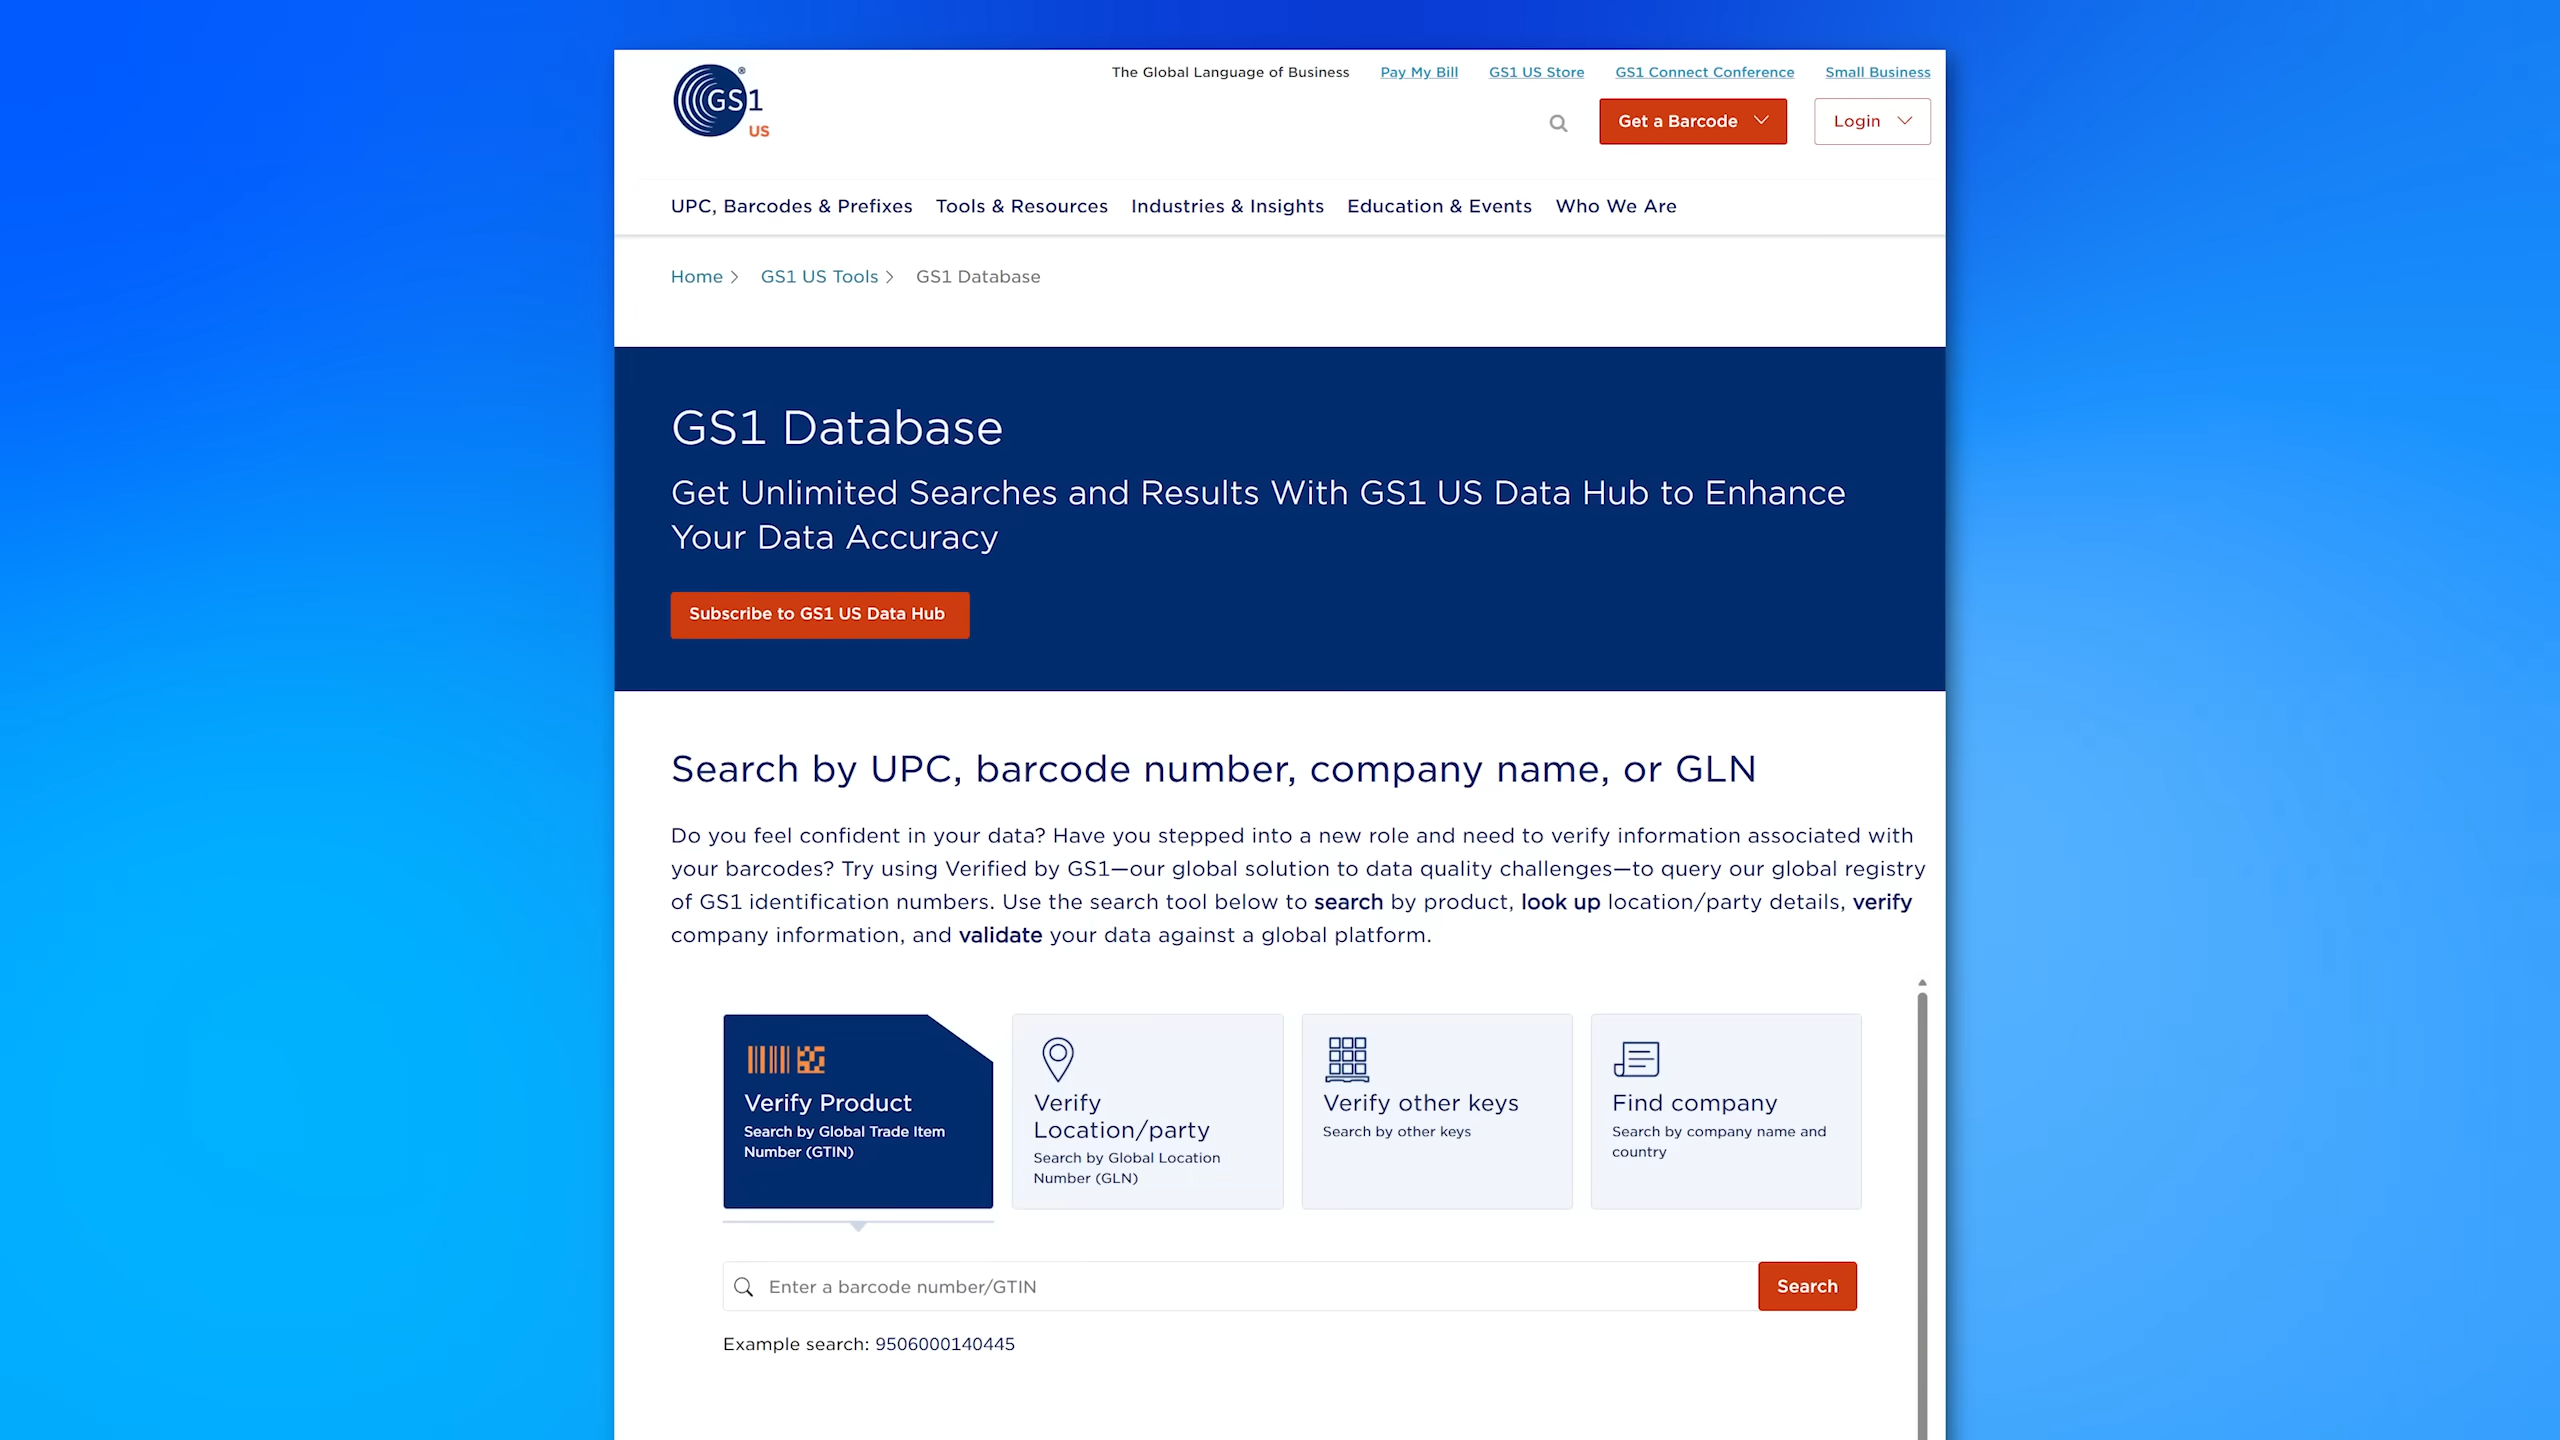 GS1
US
®
The Global Language of Business Pay My Bill GS1 US Store GS1 Connect Conference Small Business
Get a Barcode Login
UPC, Barcodes & Prefixes Tools & Resources Industries & Insights Education & Events Who We Are
Home > GS1 US Tools > GS1 Database
GS1 Database
Get Unlimited Searches and Results With GS1 US Data Hub to Enhance
Your Data Accuracy
Subscribe to GS1 US Data Hub
Search by UPC, barcode number, company name, or GLN
Do you feel confident in your data? Have you stepped into a new role and need to verify information associated with
your barcodes? Try using Verified by GS1—our global solution to data quality challenges—to query our global registry
of GS1 identification numbers. Use the search tool below to search by product, look up location/party details, verify
company information, and validate your data against a global platform.
Verify Product
Search by Global Trade Item
Number (GTIN)
Verify
Location/party
Search by Global Location
Number (GLN)
Verify other keys
Search by other keys
Find company
Search by company name and
country
Enter a barcode number/GTIN
Search
Example search: 9506000140445